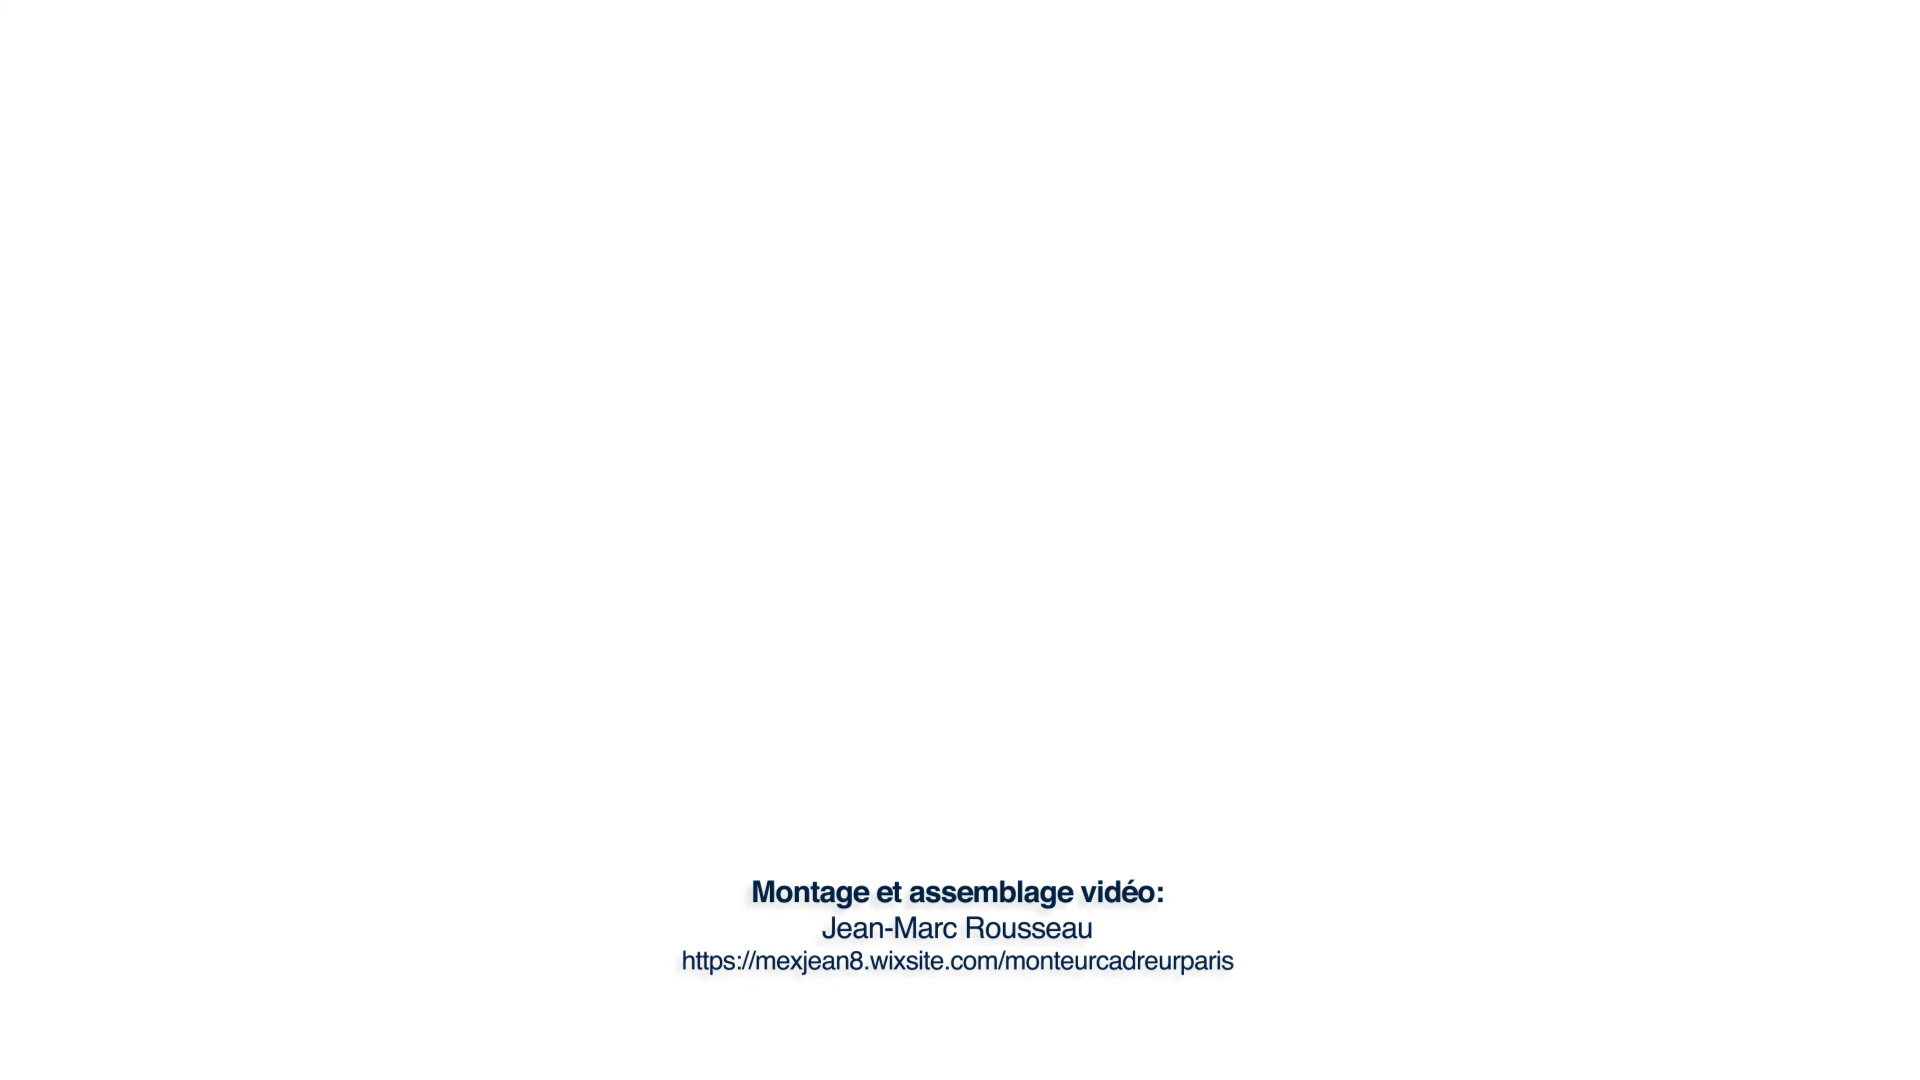 Montage et assemblage vidéo:
Jean-Marc Rousseau
https://mexjean8.wixsite.com/monteurcadreurparis